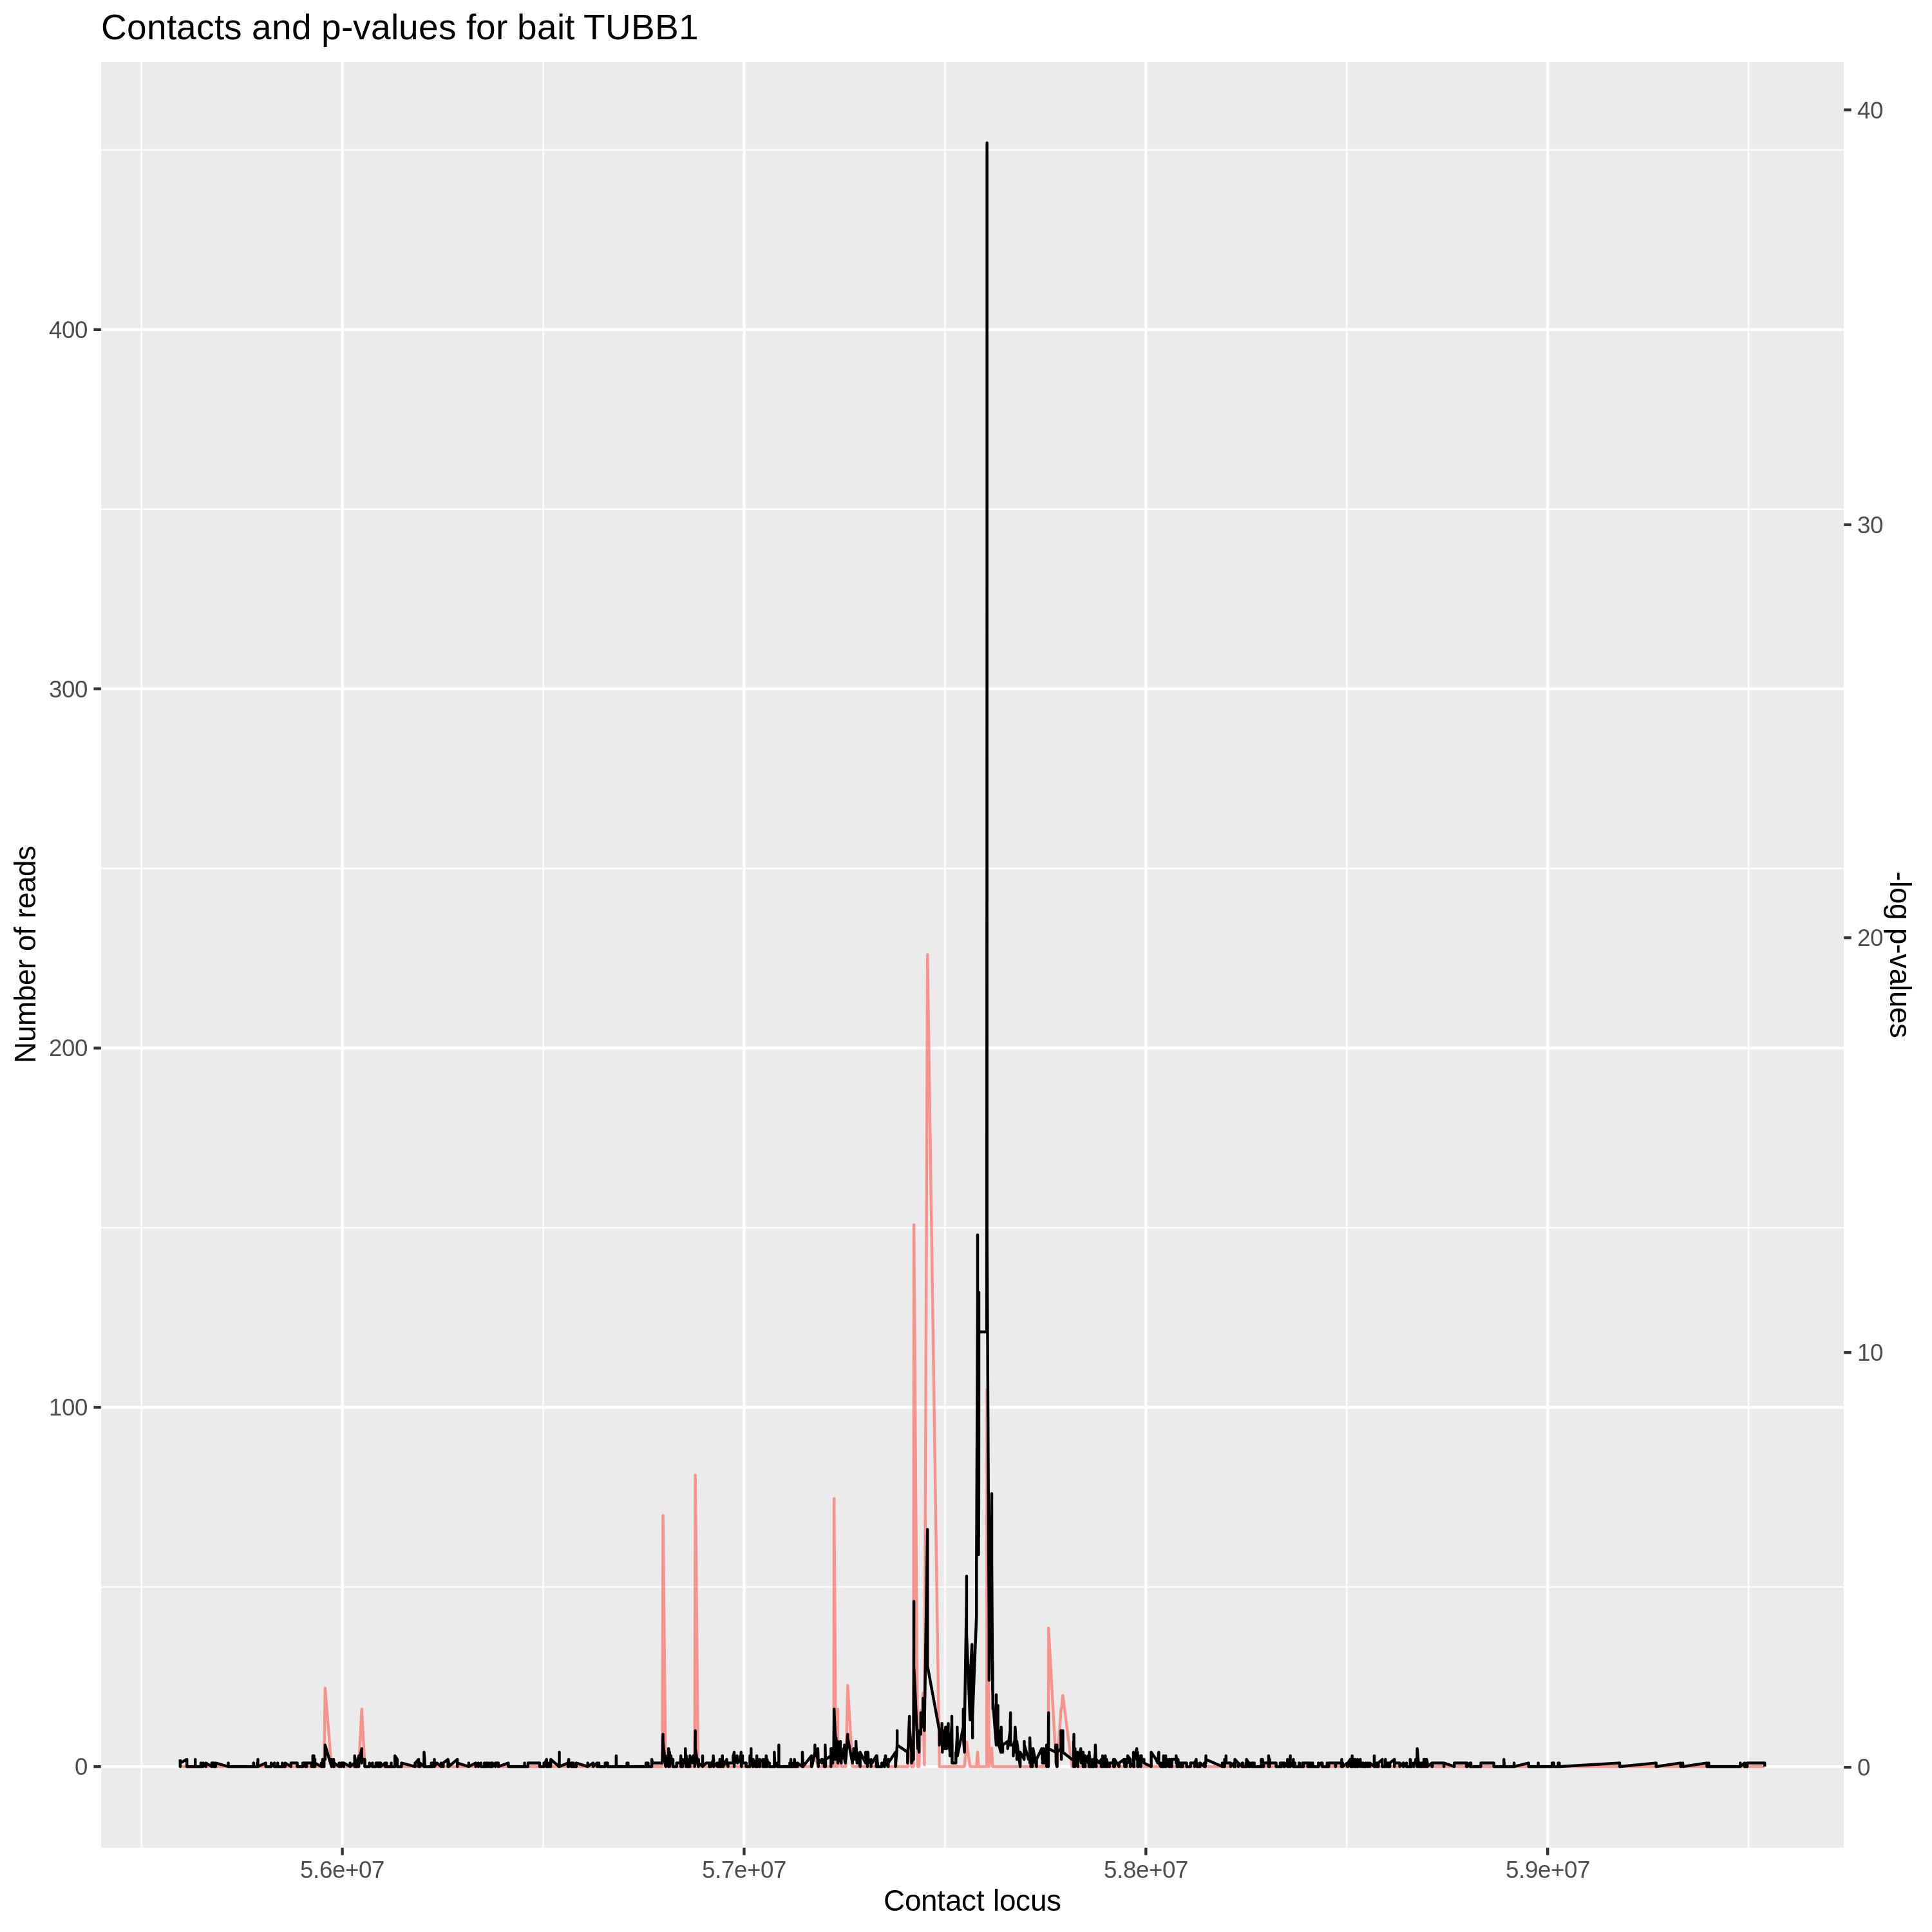 Contacts and p-values for bait TUBB1
Number of reads
400
300
200
100
0
40
30
20
10
0
-log p-values
5.6e+07 5.7e+07 5.8e+07 5.9e+07
Contact locus